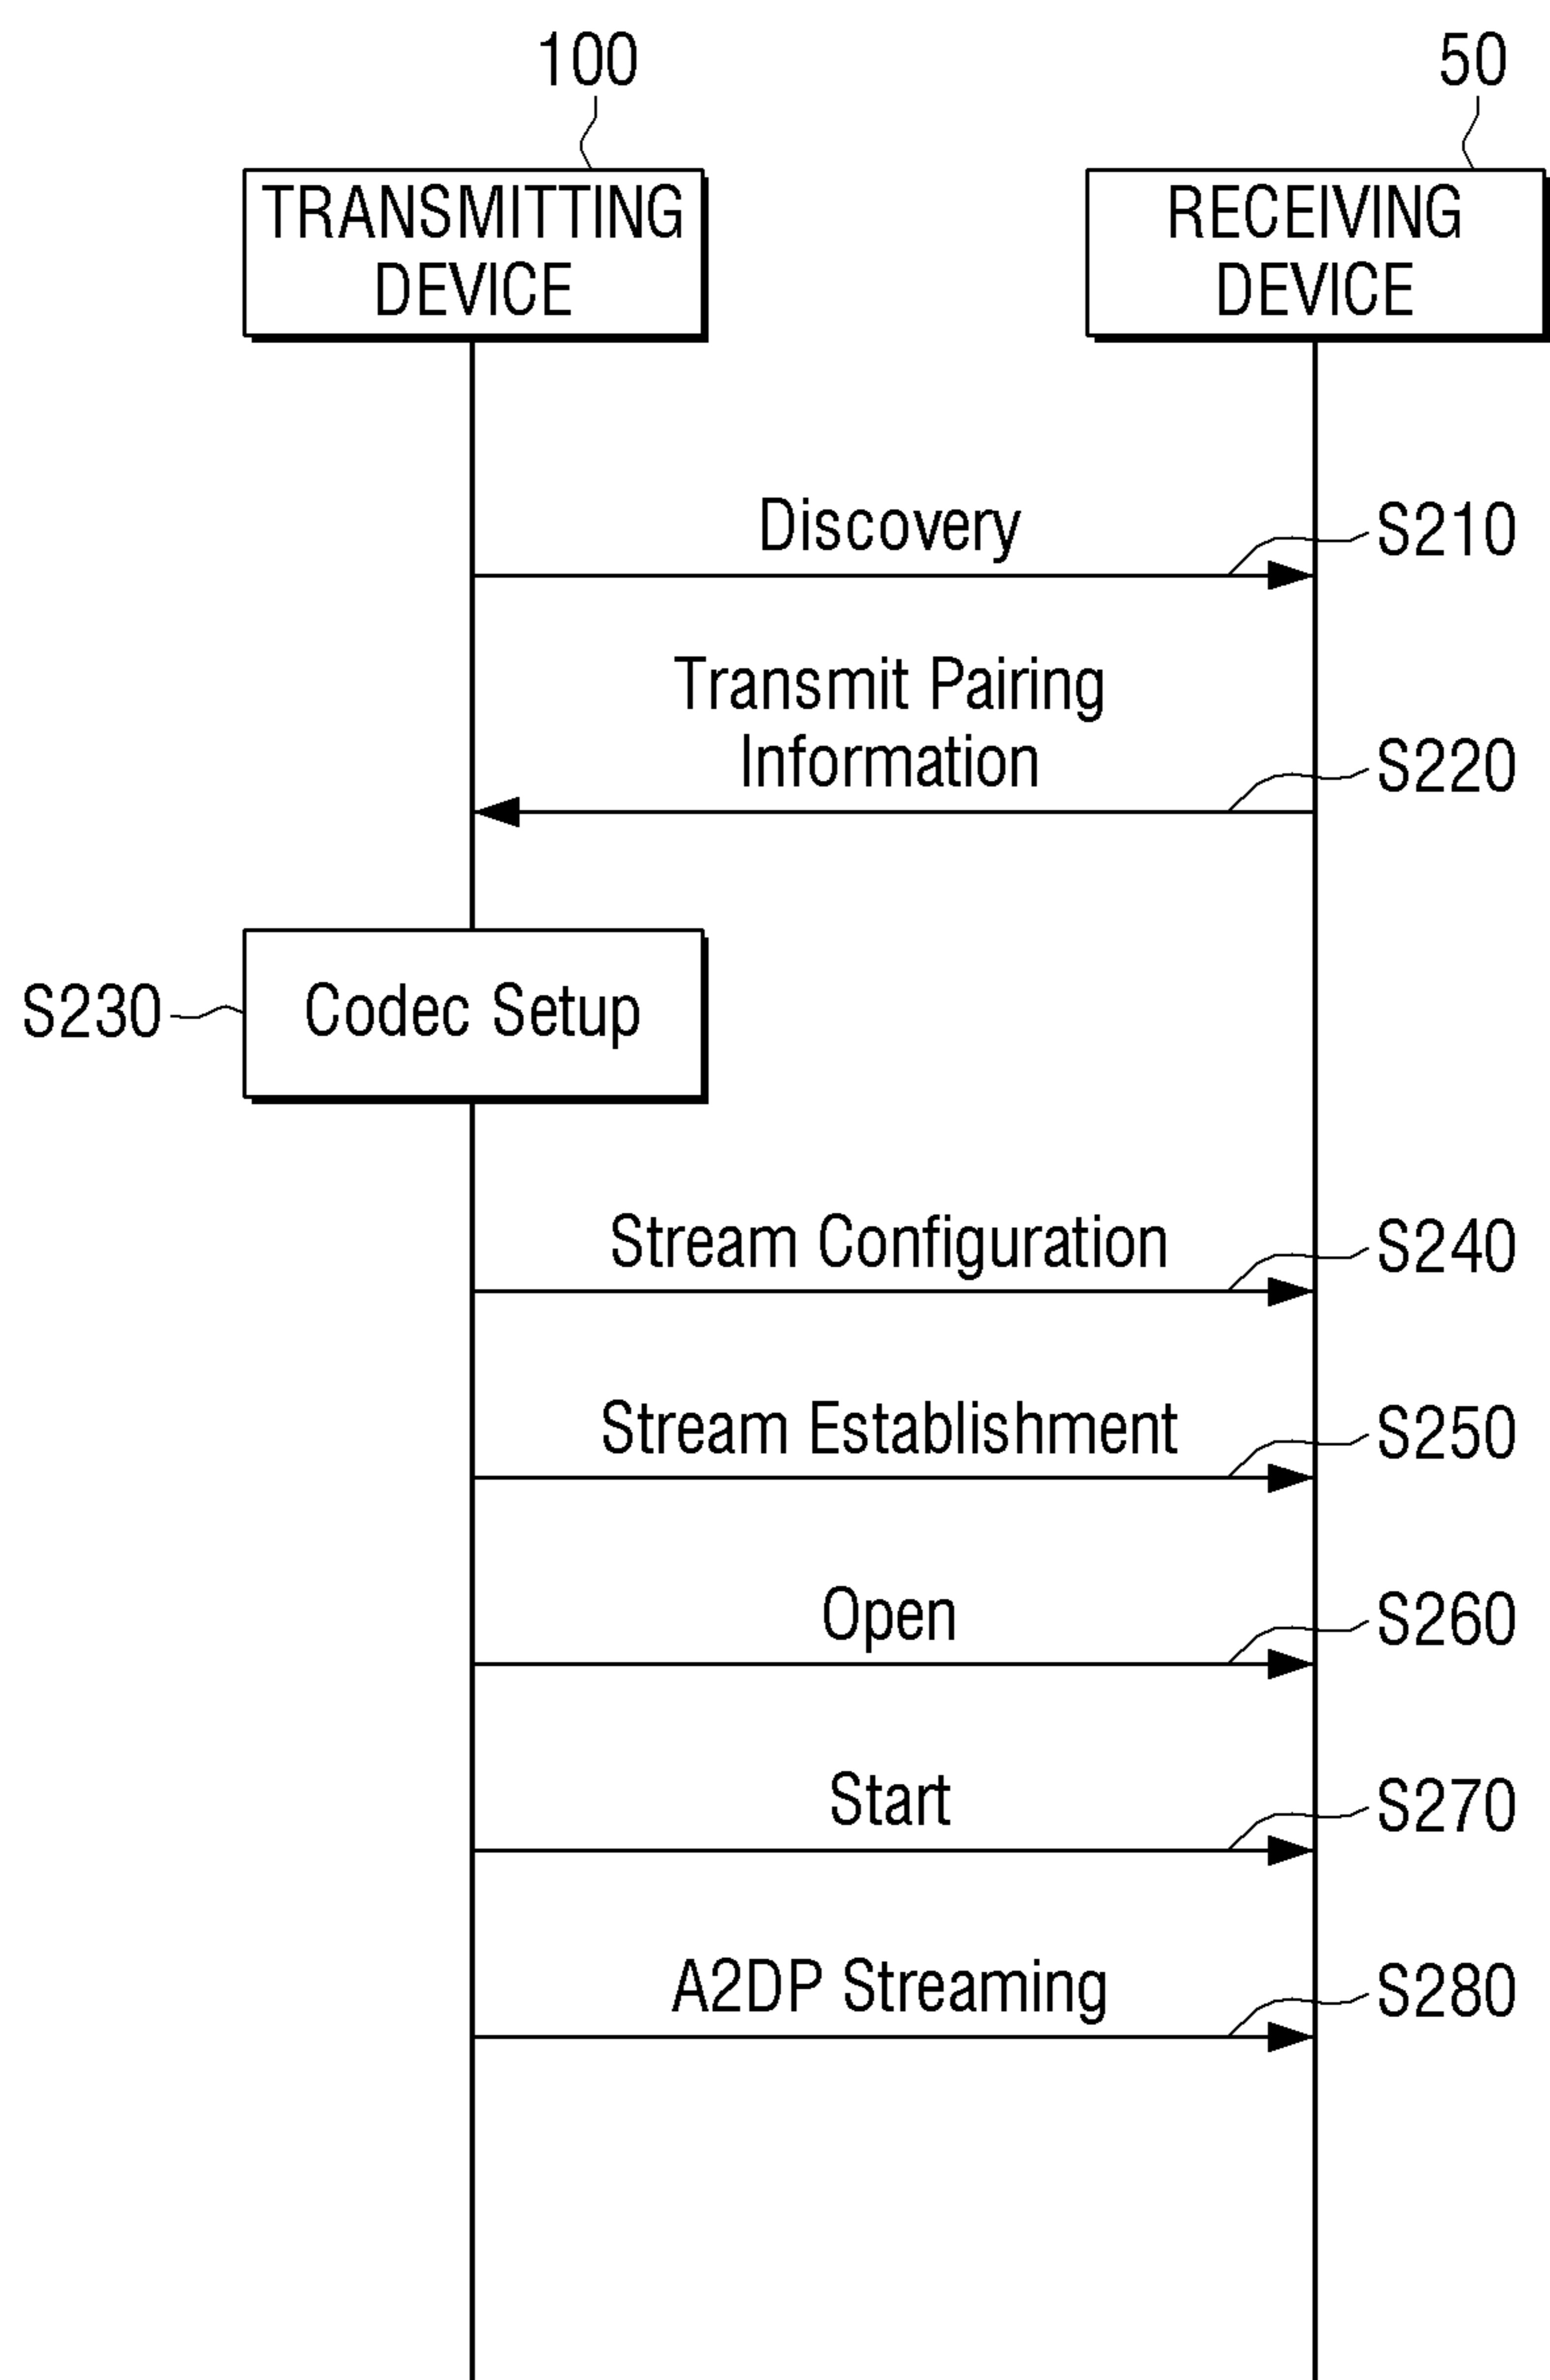 100
50
TRANSMITTING
DEVICE
RECEIVING
DEVICE
Discovery
S210
Transmit Pairing
Information
S220
S230
Codec Setup
Stream Configuration
S240
Stream Establishment
S250
Open
S260
Start
S270
A2DP Streaming
S280